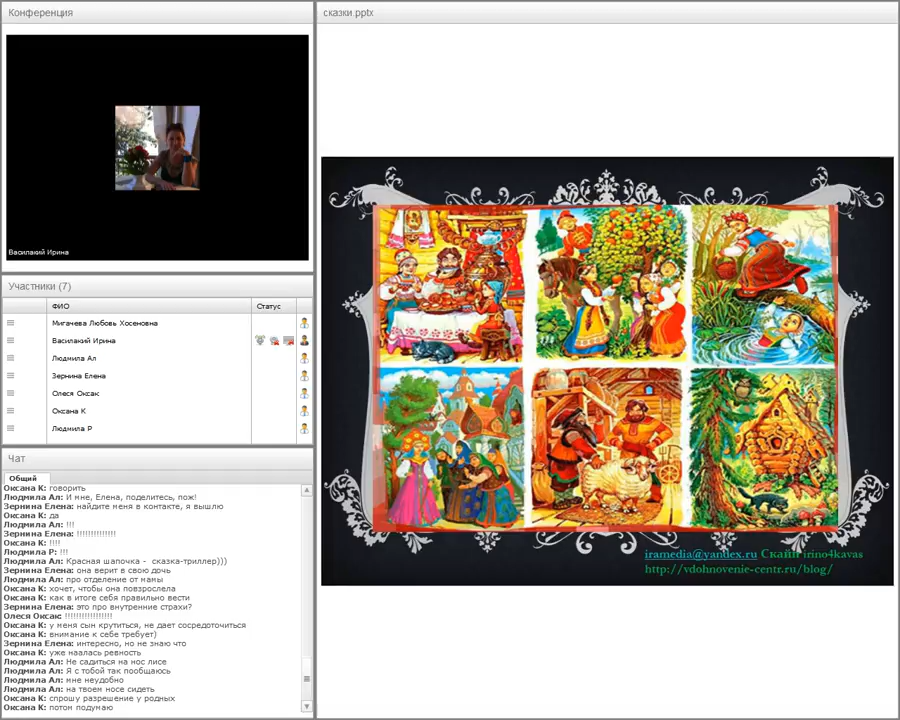 Конференция
Василакий Ирина
Участники (7)
ФИО Статус
Мигачева Любовь Хосеновна
Василакий Ирина
Людмила Ал
Зернина Елена
Олеся Оксак
Оксана К
Людмила Р
Чат
Общий
Оксана К: говорить
Людмила Ал: И мне, Елена, поделитесь, пож!
Зернина Елена: найдите меня в контакте, я вышлю
Оксана К: да
Людмила Ал: !!!
Зернина Елена: !!!!!!!!!!!!!!
Оксана К: !!!!
Людмила Р: !!!
Людмила Ал: Красная шапочка - сказка-триллер)))
Зернина Елена: она верит в свою дочь
Людмила Ал: про отделение от мамы
Оксана К: хочет, чтобы она повзрослела
Оксана К: как в итоге себя правильно вести
Зернина Елена: это про внутренние страхи?
Олеся Оксак: !!!!!!!!!!!!!!!!!
Оксана К: у меня сын крутиться, не дает сосредоточиться
Оксана К: внимание к себе требует)
Зернина Елена: интересно, но не знаю что
Оксана К: уже наалась ревность
Людмила Ал: Не садиться на нос лисе
Людмила Ал: Я с тобой так пообщаюсь
Людмила Ал: мне неудобно
Людмила Ал: на твоем носе сидеть
Оксана К: спрошу разрешение у родных
Оксана К: потом подумаю
сказки.pptx
iramedia@yandex.ru Скайп irino4kavas
http://vdohnovenie-centr.ru/blog/